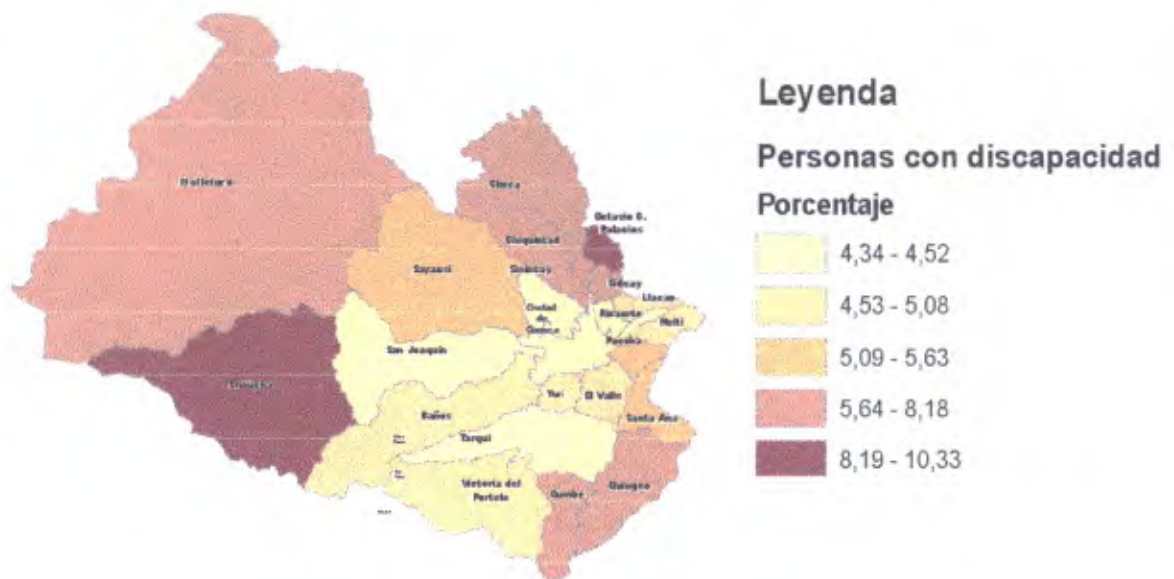 Leyenda
Personas con discapacidad
Porcentaje
4,34 - 4,52
4,53 - 5,08
5,09 - 5,63
5,64 - 8,18
8,19 - 10,33
Molleturo
Checa
Octavio C.
Palacios
Chiquintad
Sayausí
Sinincay
Sidcay
Llacao
Ciudad
de
Cuenca
Ricaurte
Nulti
Paccha
San Joaquín
Chaucha
Turi
El Valle
Baños
Santa Ana
Tarqui
Victoria del
Portete
Cumbe
Quingeo